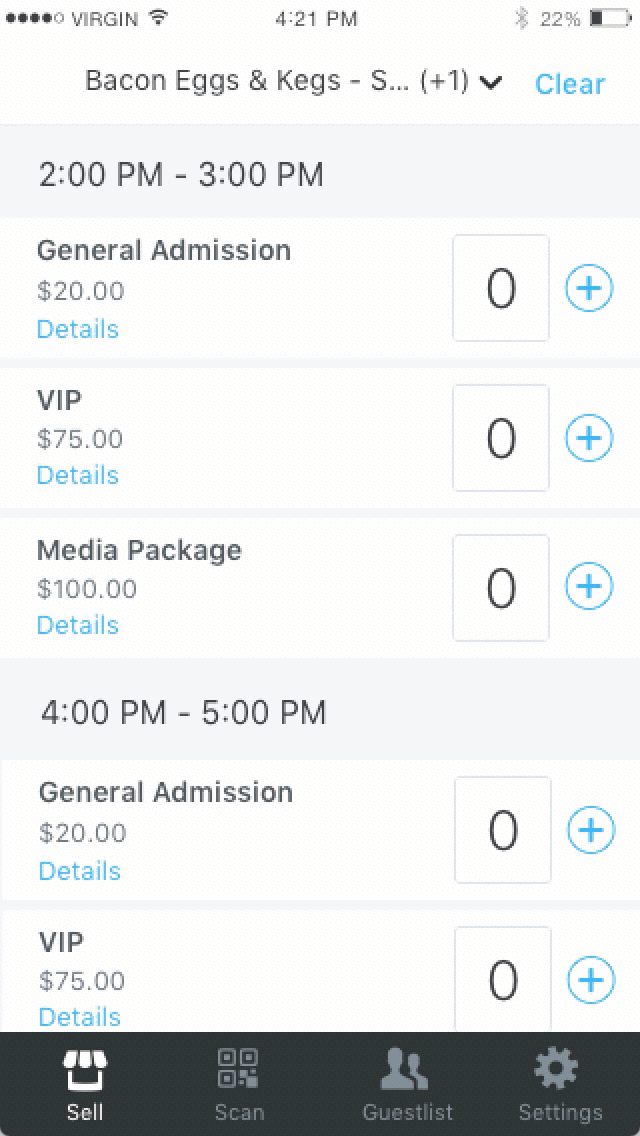 VIRGIN 4:21 PM 22%
Bacon Eggs & Kegs - S... (+1) Clear
2:00 PM - 3:00 PM
General Admission
$20.00
Details
0
VIP
$75.00
Details
0
Media Package
$100.00
Details
0
4:00 PM - 5:00 PM
General Admission
$20.00
Details
0
VIP
$75.00
Details
0
Sell Scan Guestlist Settings